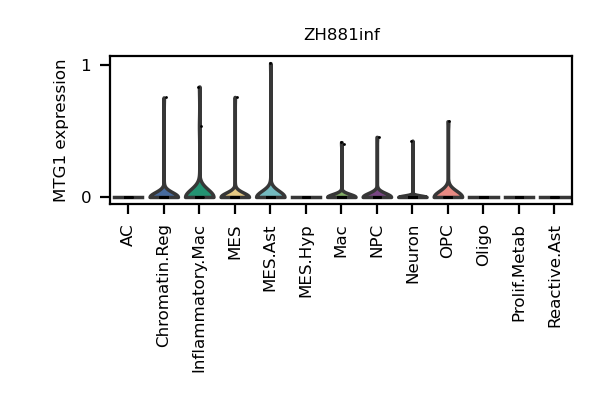 ZH881inf
MTG1 expression
1
0
AC
Chromatin.Reg
Inflammatory.Mac
MES
MES.Ast
MES.Hyp
Mac
NPC
Neuron
OPC
Oligo
Prolif.Metab
Reactive.Ast